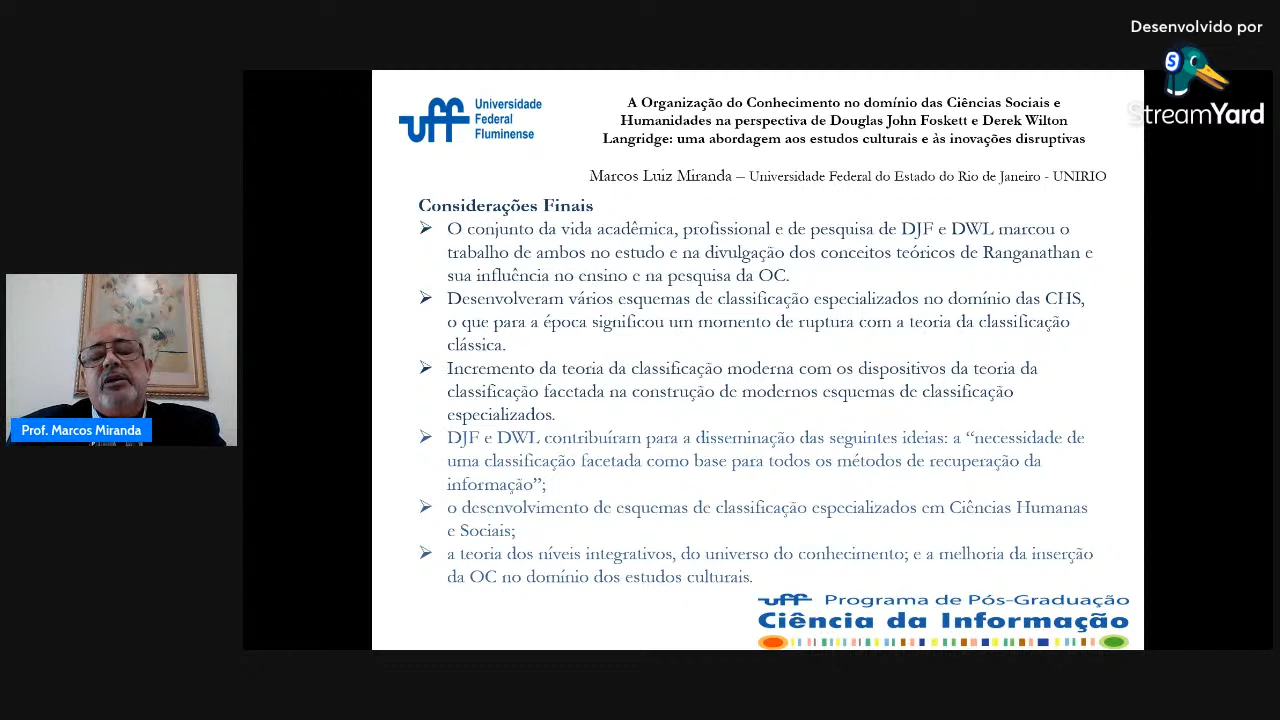 Desenvolvido por
StreamYard
uff Universidade
Federal
Fluminense
A Organização do Conhecimento no domínio das Ciências Sociais e
Humanidades na perspectiva de Douglas John Foskett e Derek Wilton
Langridge: uma abordagem aos estudos culturais e às inovações disruptivas
Marcos Luiz Miranda – Universidade Federal do Estado do Rio de Janeiro - UNIRIO
Considerações Finais
➢ O conjunto da vida acadêmica, profissional e de pesquisa de DJF e DWL marcou o
trabalho de ambos no estudo e na divulgação dos conceitos teóricos de Ranganathan e
sua influência no ensino e na pesquisa da OC.
➢ Desenvolveram vários esquemas de classificação especializados no domínio das CHS,
o que para a época significou um momento de ruptura com a teoria da classificação
clássica.
➢ Incremento da teoria da classificação moderna com os dispositivos da teoria da
classificação facetada na construção de modernos esquemas de classificação
especializados.
➢ DJF e DWL contribuíram para a disseminação das seguintes ideias: a “necessidade de
uma classificação facetada como base para todos os métodos de recuperação da
informação”;
➢ o desenvolvimento de esquemas de classificação especializados em Ciências Humanas
e Sociais;
➢ a teoria dos níveis integrativos, do universo do conhecimento; e a melhoria da inserção
da OC no domínio dos estudos culturais.
uff Programa de Pós-Graduação
Ciência da Informação
Prof. Marcos Miranda